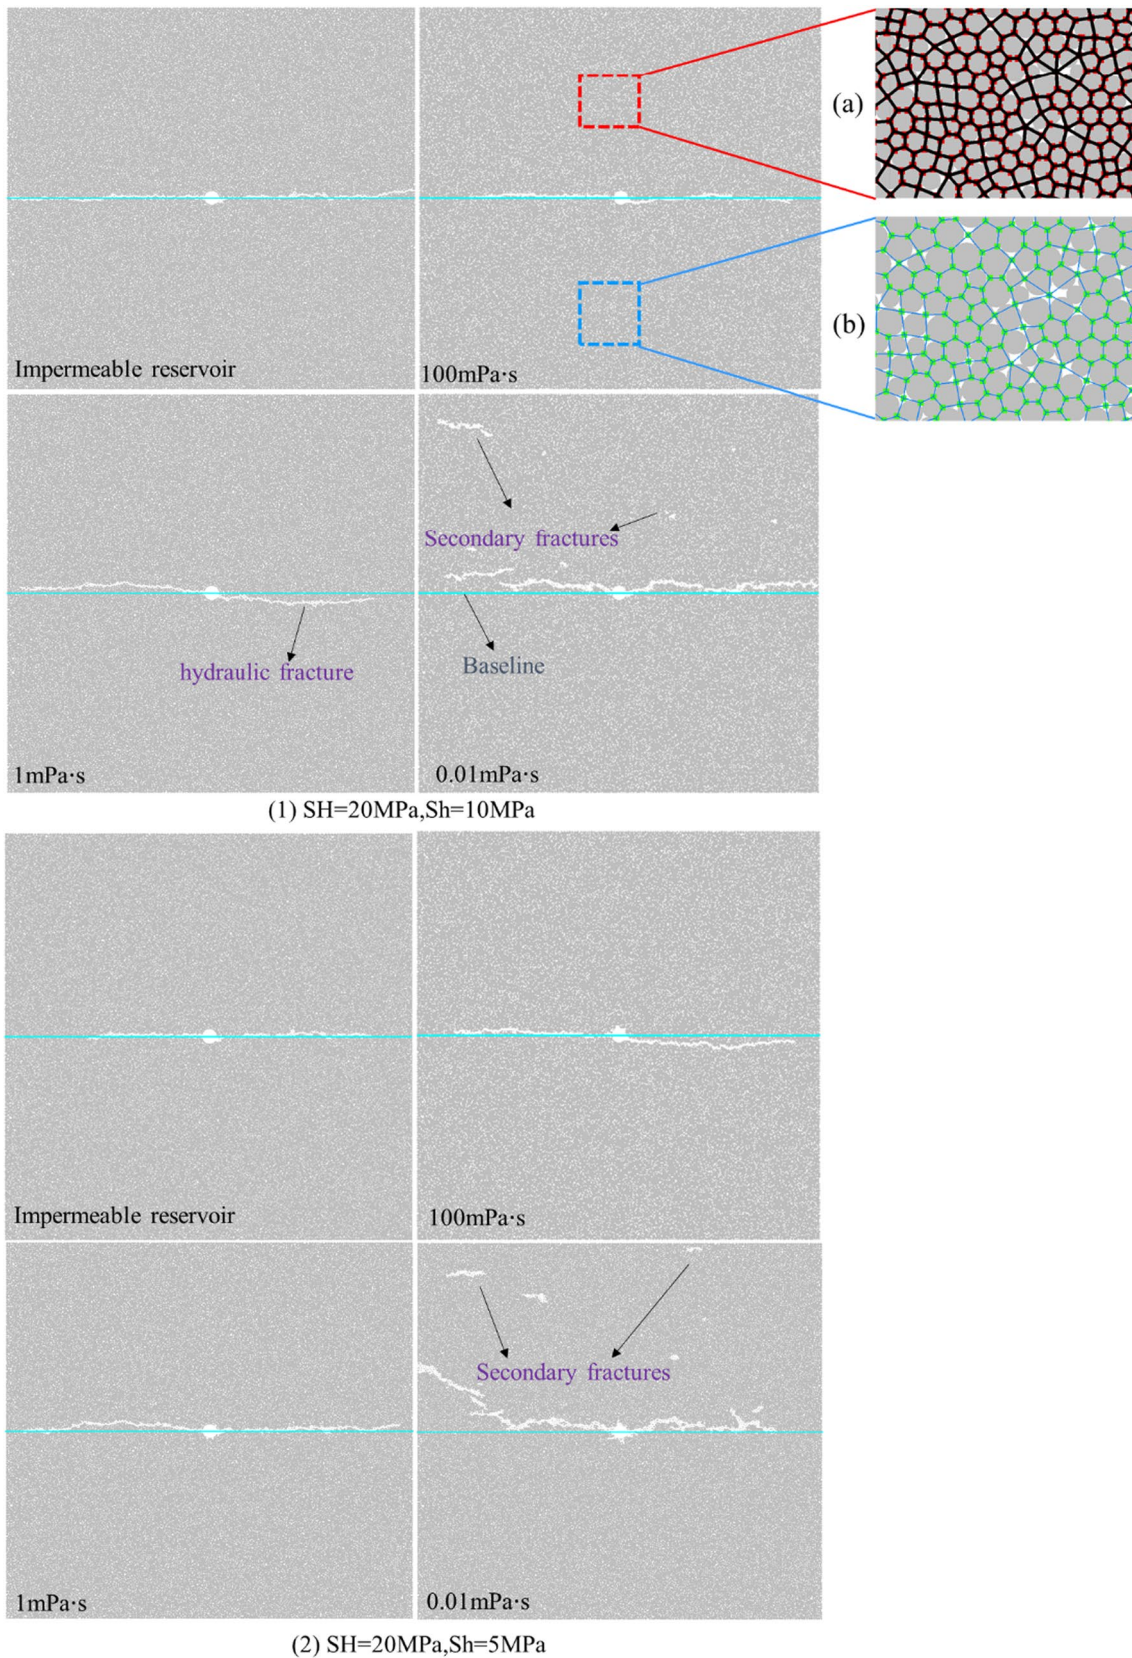 (a)
(b)
Impermeable reservoir
100mPa·s
Secondary fractures
hydraulic fracture
Baseline
1mPa·s
0.01mPa·s
(1) SH=20MPa,Sh=10MPa
Impermeable reservoir
100mPa·s
Secondary fractures
1mPa·s
0.01mPa·s
(2) SH=20MPa,Sh=5MPa